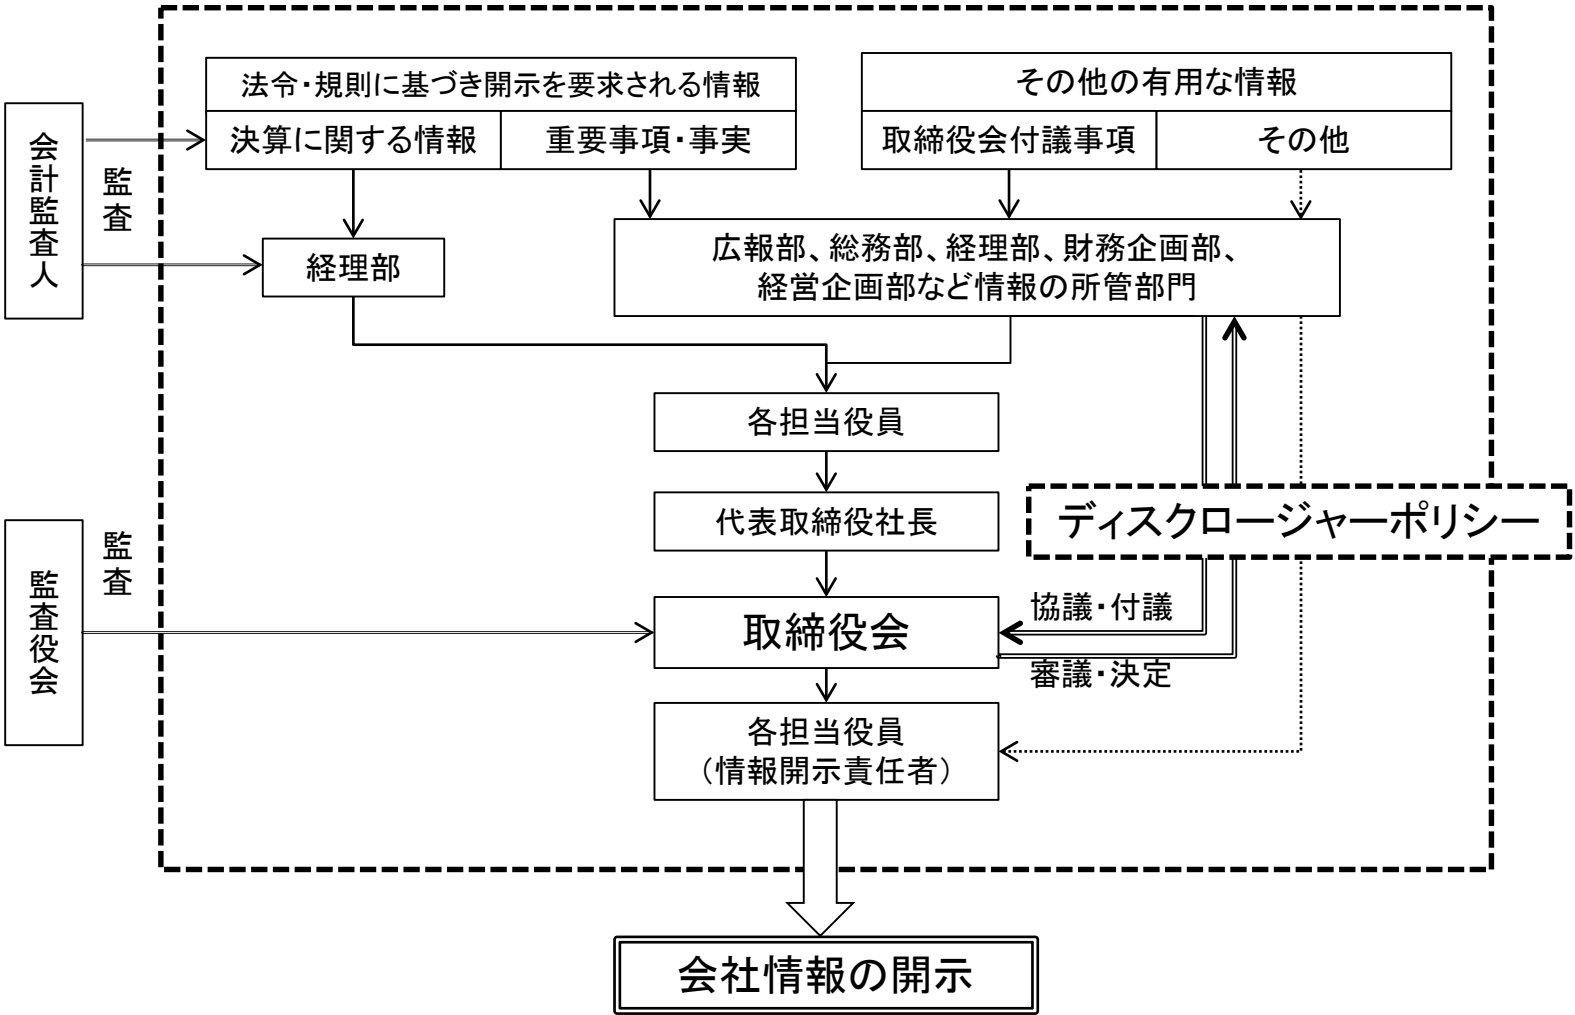 法令・規則に基づき開示を要求される情報
決算に関する情報
重要事項・事実
その他の有用な情報
取締役会付議事項
その他
会計監査人
監査
経理部
広報部、総務部、経理部、財務企画部、
経営企画部など情報の所管部門
各担当役員
代表取締役社長
ディスクロージャーポリシー
監査役会
監査
取締役会
協議・付議
審議・決定
各担当役員
（情報開示責任者）
会社情報の開示